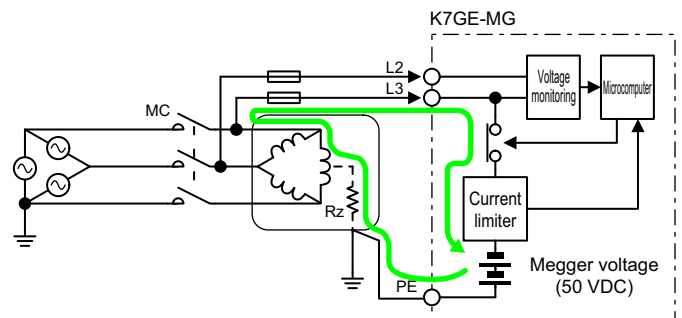 K7GE-MG
L2
L3
MC
Voltage
monitoring
Microcomputer
Current
limiter
Rz
PE
Megger voltage
(50 VDC)